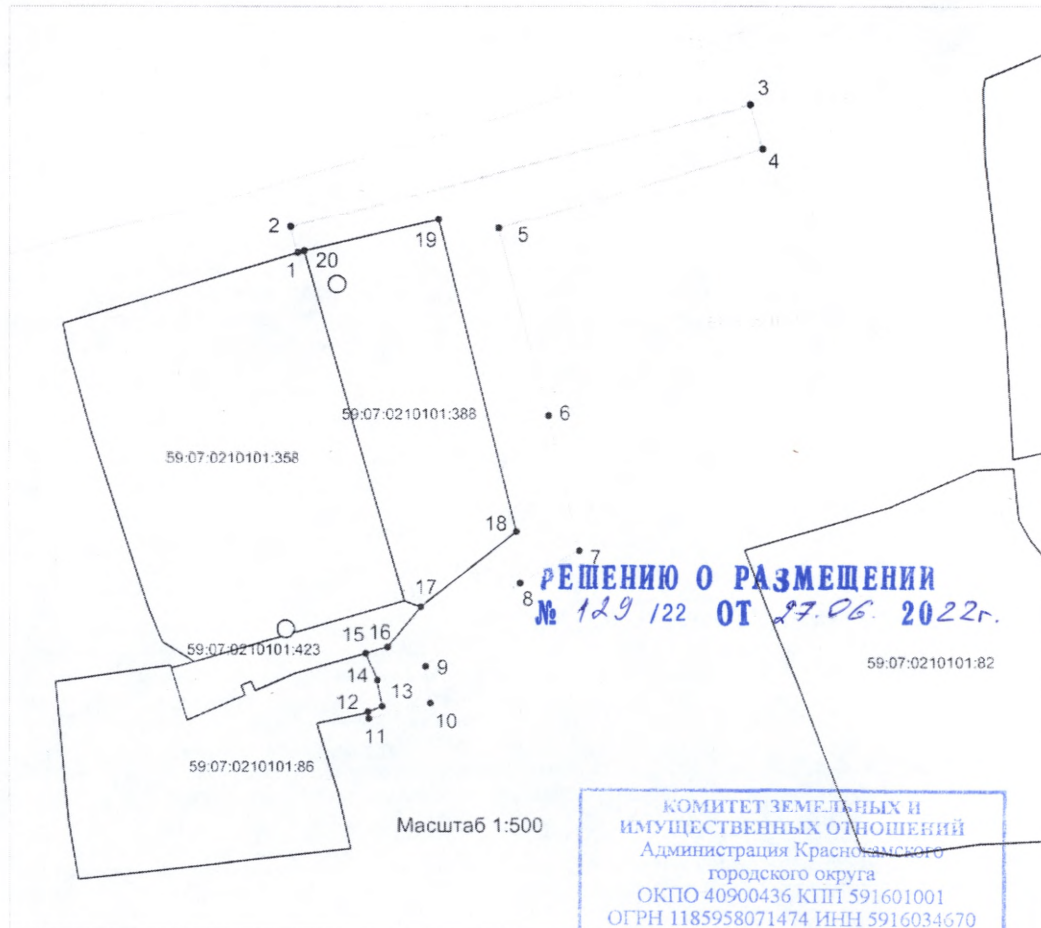 3
4
2
19
5
1
20
6
59:07:0210101:388
59:07:0210101:358
18
7
РЕШЕНИЮ О РАЗМЕЩЕНИИ
8
17
№ 129 /22 ОТ 27.06. 2022г.
15 16
59:07:0210101:423
9
59:07:0210101:82
14
13
10
12
11
59:07:0210101:86
Масштаб 1:500
КОМИТЕТ ЗЕМЕЛЬНЫХ И
ИМУЩЕСТВЕННЫХ ОТНОШЕНИЙ
Администрация Краснокамского
городского округа
ОКПО 40900436 КПП 591601001
ОГРН 1185958071474 ИНН 5916034670